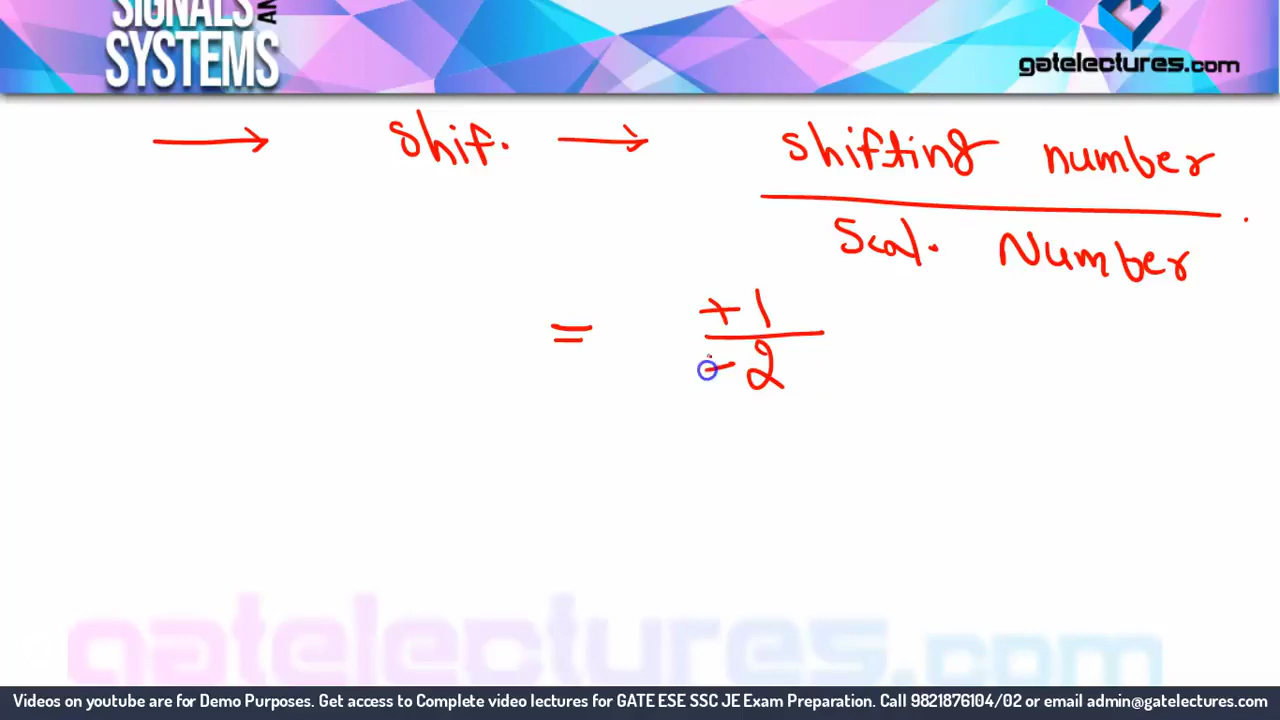 SIGNALS AND
SYSTEMS
gatelectures.com
→ Shif. → Shifting number
Scal. Number
= +1
-2
gatelectures.com
Videos on youtube are for Demo Purposes. Get access to Complete video lectures for GATE ESE SSC JE Exam Preparation. Call 9821876104/02 or email admin@gatelectures.com